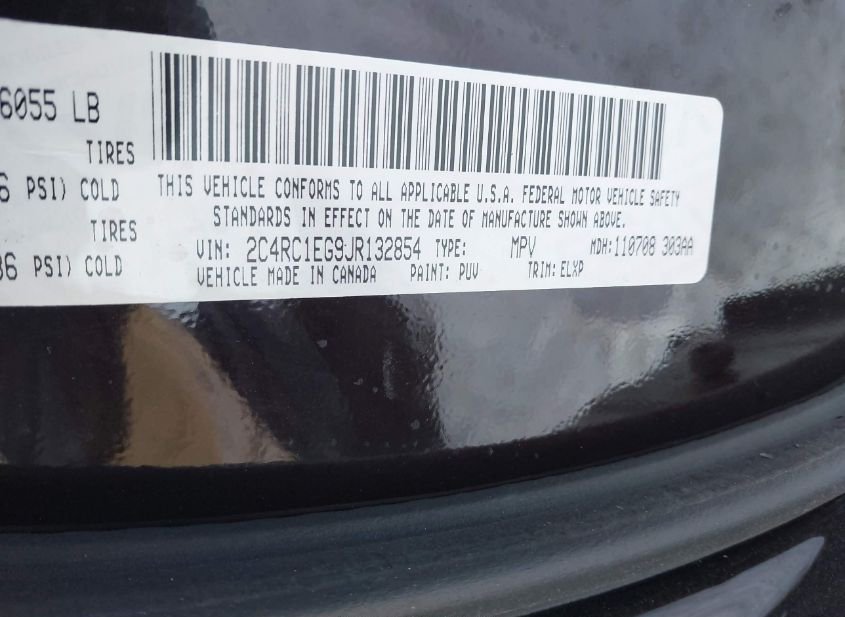 6055 LB
TIRES
6 PSI) COLD
THIS VEHICLE CONFORMS TO ALL APPLICABLE U.S.A. FEDERAL MOTOR VEHICLE SAFETY
STANDARDS IN EFFECT ON THE DATE OF MANUFACTURE SHOWN ABOVE.
TIRES
VIN: 2C4RC1EG9JR132854 TYPE: MPV MDH:110708 303AA
36 PSI) COLD
VEHICLE MADE IN CANADA PAINT: PUV TRIM: ELXP